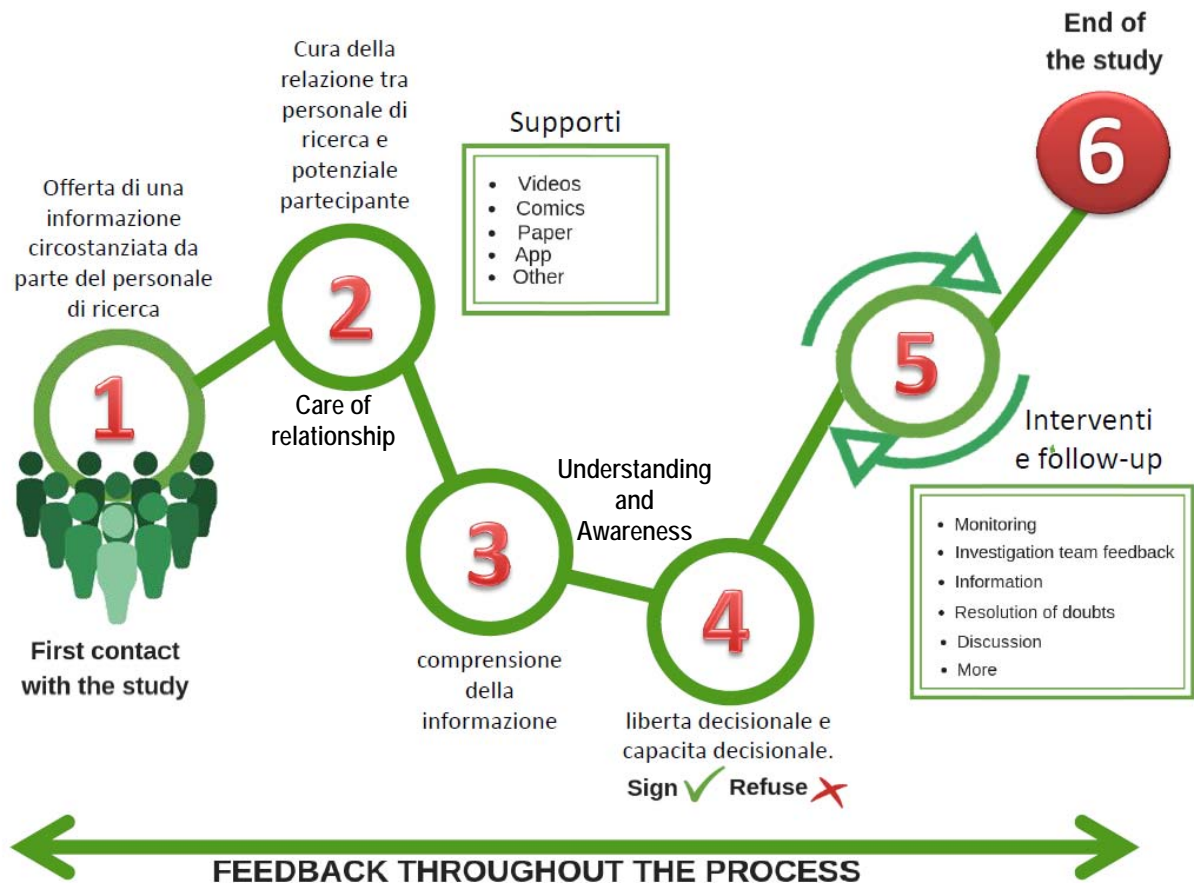 Offerta di una
informazione
circostanziata da
parte del personale
di ricerca
1
First contact
with the study
Cura della
relazione tra
personale di
ricerca e
potenziale
partecipante
2
Care of
relationship
Supporti
• Videos
• Comics
• Paper
• App
• Other
3
comprensione
della
informazione
Understanding
and
Awareness
4
liberta decisionale e
capacita decisionale.
Sign Refuse
5
Interventi
e follow-up
• Monitoring
• Investigation team feedback
• Information
• Resolution of doubts
• Discussion
• More
End of
the study
6
FEEDBACK THROUGHOUT THE PROCESS